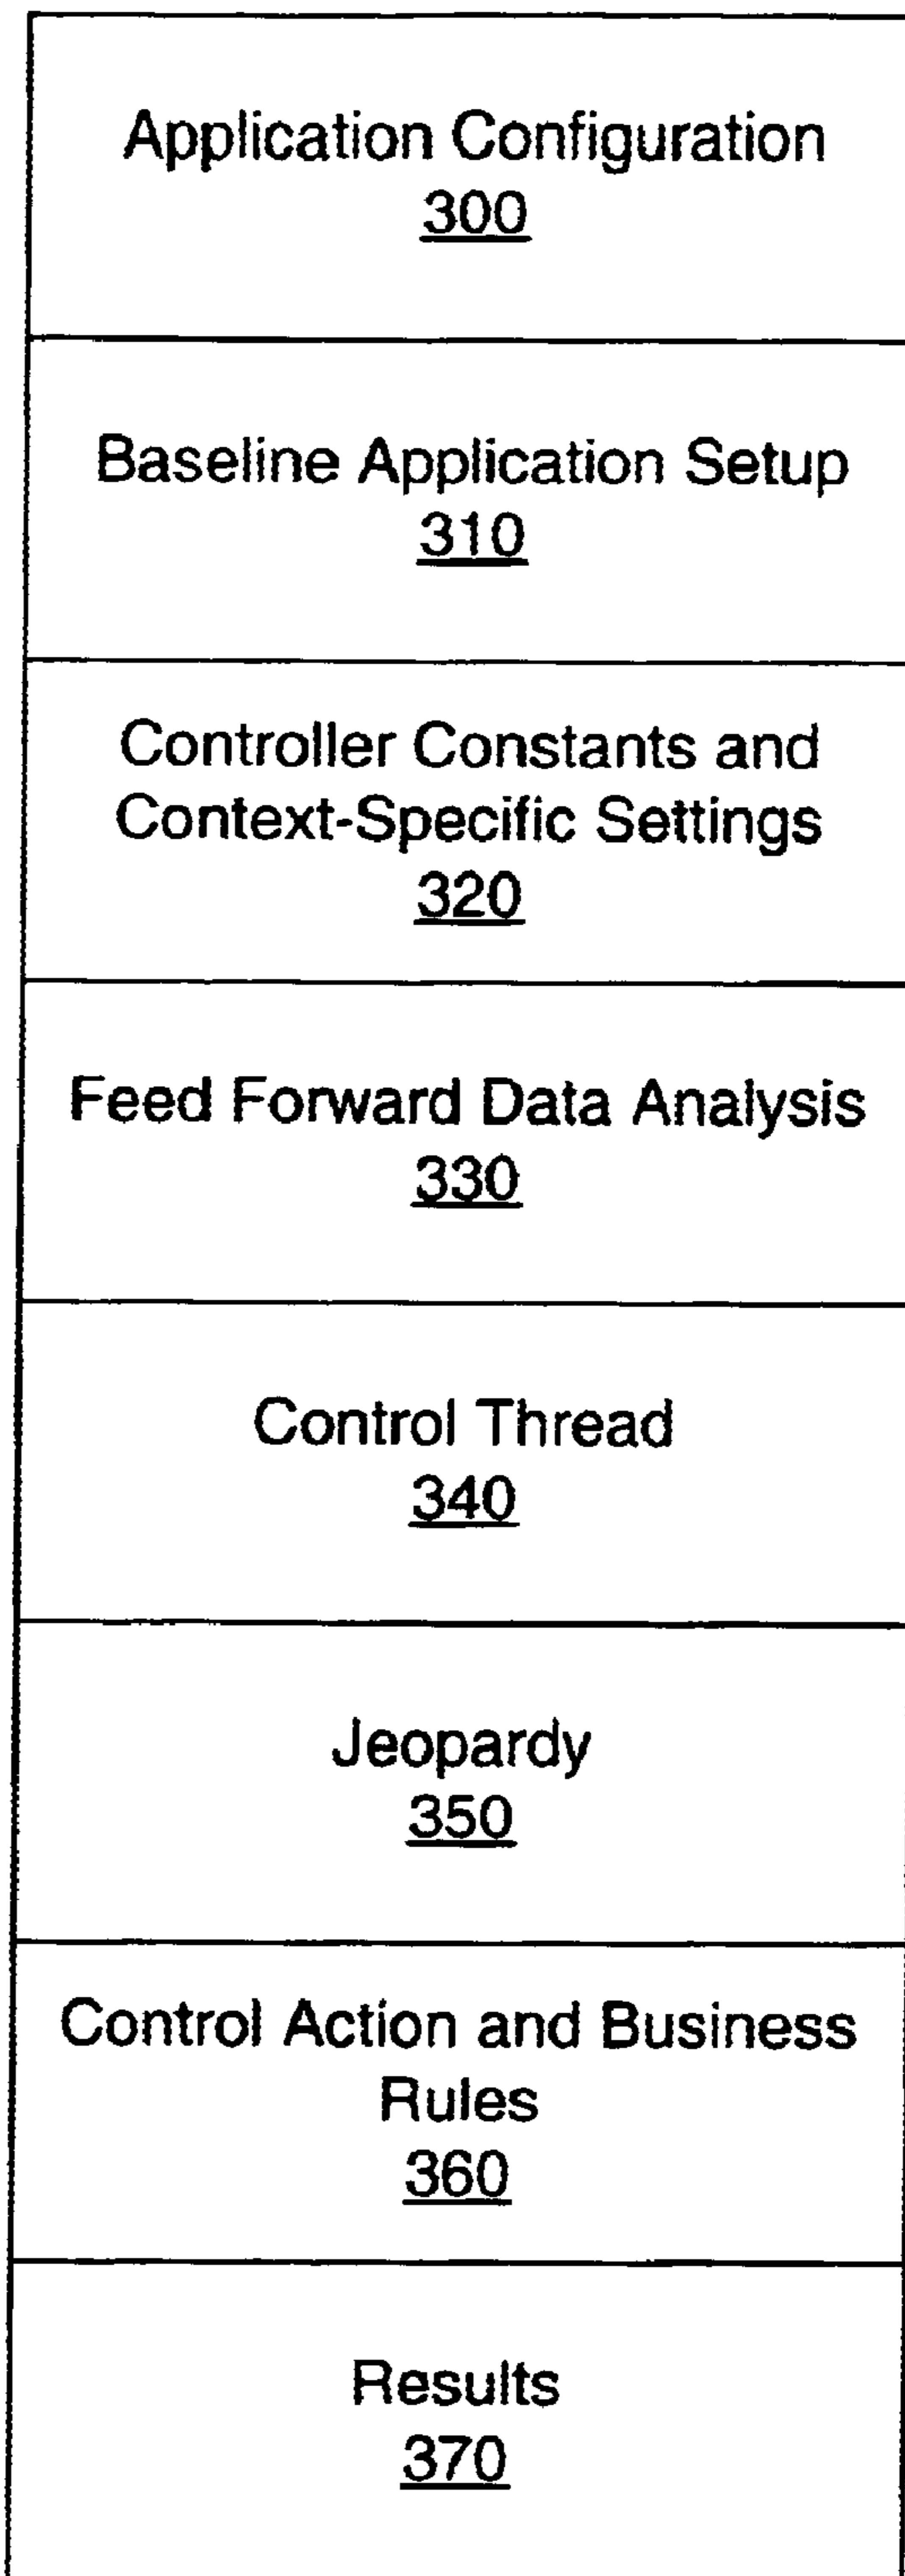 Application Configuration
300
Baseline Application Setup
310
Controller Constants and
Context-Specific Settings
320
Feed Forward Data Analysis
330
Control Thread
340
Jeopardy
350
Control Action and Business
Rules
360
Results
370